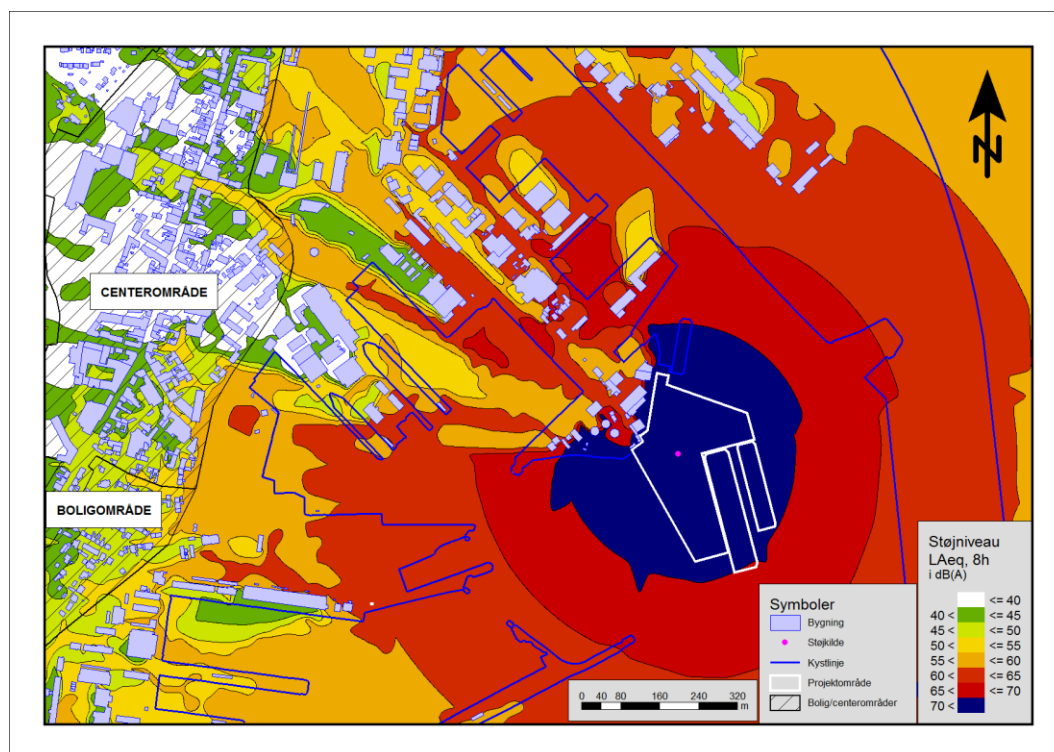 N
CENTEROMRÅDE
BOLIGOMRÅDE
Symboler
Bygning
Støjkilde
Kystlinje
Projektområde
Bolig/centerområder
0 40 80 160 240 320
m
Støjniveau
LAeq, 8h
i dB(A)
<= 40
40 < <= 45
45 < <= 50
50 < <= 55
55 < <= 60
60 < <= 65
65 < <= 70
70 <